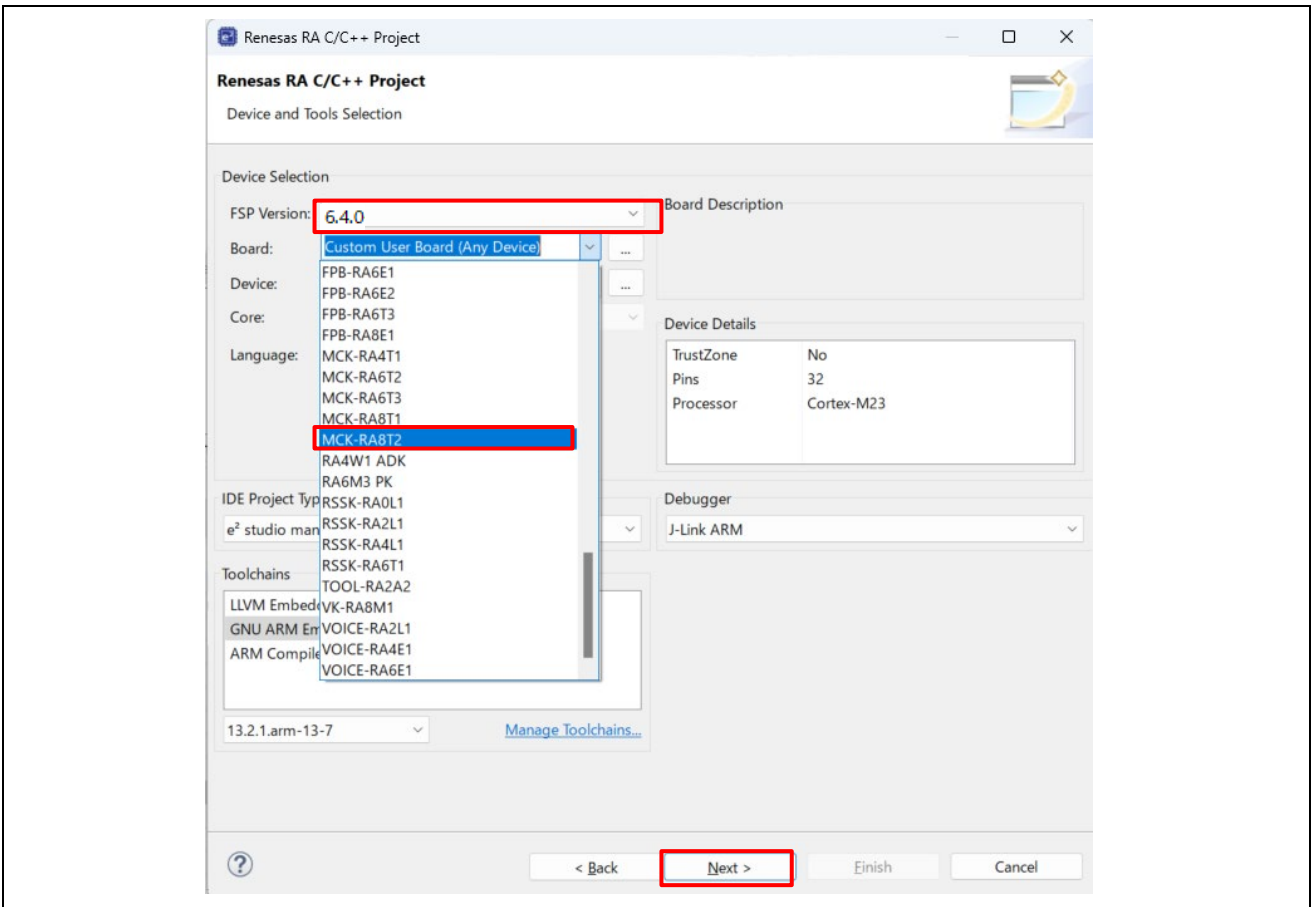 Renesas RA C/C++ Project
Renesas RA C/C++ Project
Device and Tools Selection
Device Selection
FSP Version: 6.4.0
Board: Custom User Board (Any Device) ...
Device: ...
Core:
Language:
FPB-RA6E1
FPB-RA6E2
FPB-RA6T3
FPB-RA8E1
MCK-RA4T1
MCK-RA6T2
MCK-RA6T3
MCK-RA8T1
MCK-RA8T2
RA4W1 ADK
RA6M3 PK
RSSK-RA0L1
RSSK-RA2L1
RSSK-RA4L1
RSSK-RA6T1
TOOL-RA2A2
VK-RA8M1
VOICE-RA2L1
VOICE-RA4E1
VOICE-RA6E1
Board Description
Device Details
TrustZone No
Pins 32
Processor Cortex-M23
IDE Project Typ
e² studio man
Debugger
J-Link ARM
Toolchains
LLVM Embed
GNU ARM Em
ARM Compile
13.2.1.arm-13-7 Manage Toolchains...
? < Back Next > Finish Cancel